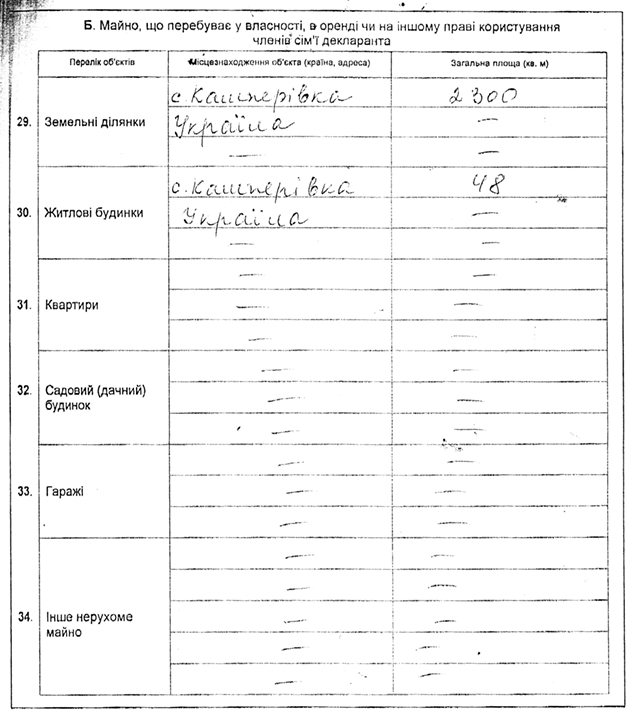 Б. Майно, що перебуває у власності, в оренді чи на іншому праві користування
членів сім'ї декларанта
Перелік об'єктів Місцезнаходження об'єкта (країна, адреса) Загальна площа (кв. м)
с. Кашперівка 2300
29. Земельні ділянки Україна —
— —
с. Кашперівка 48
30. Житлові будинки Україна —
— —
— —
31. Квартири — —
— —
— —
32. Садовий (дачний) будинок — —
— —
— —
33. Гаражі — —
— —
— —
— —
34. Інше нерухоме майно — —
— —
— —